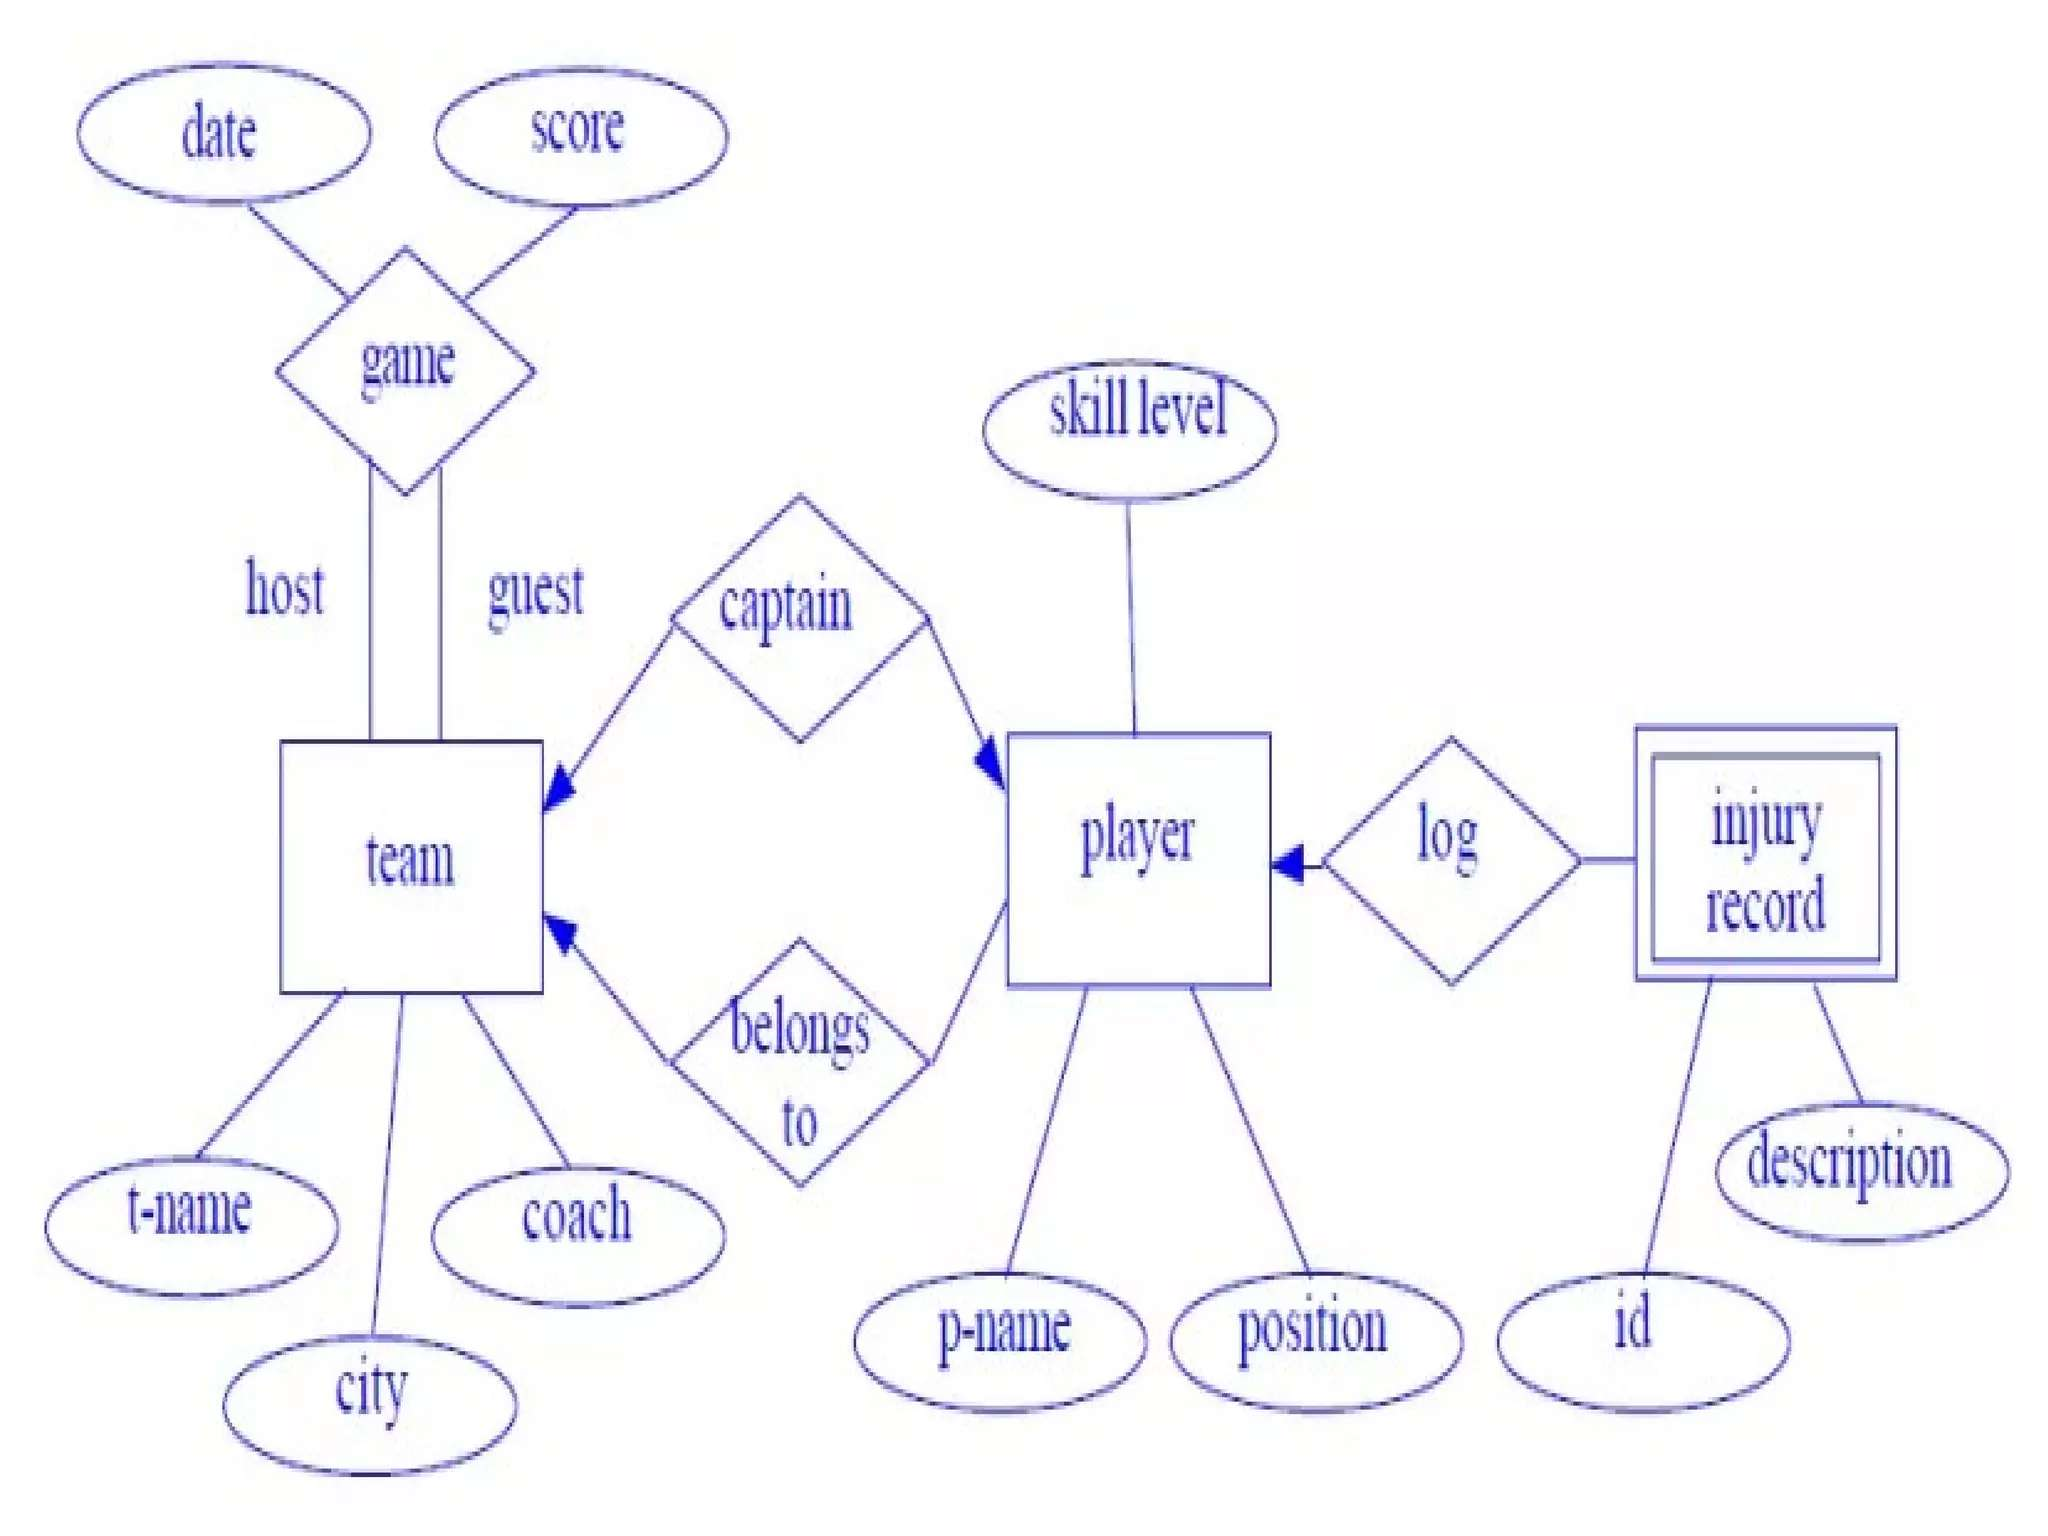 date
score
game
skill level
host
guest
captain
team
player
log
injury
record
belongs
to
t-name
coach
description
city
p-name
position
id